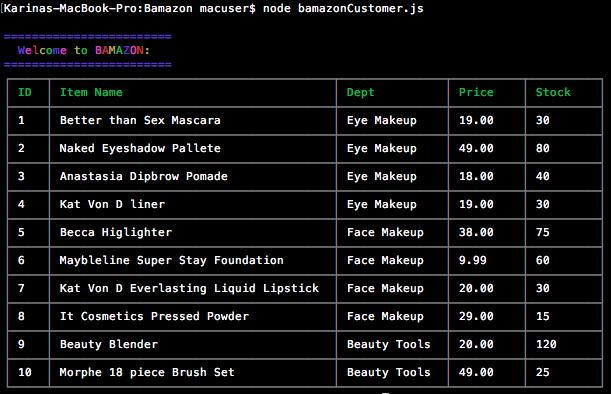 [Karinas-MacBook-Pro:Bamazon macuser$ node bamazonCustomer.js
========================
Welcome to BAMAZON:
========================
ID Item Name Dept Price Stock
1 Better than Sex Mascara Eye Makeup 19.00 30
2 Naked Eyeshadow Pallete Eye Makeup 49.00 80
3 Anastasia Dipbrow Pomade Eye Makeup 18.00 40
4 Kat Von D liner Eye Makeup 19.00 30
5 Becca Higlighter Face Makeup 38.00 75
6 Maybleline Super Stay Foundation Face Makeup 9.99 60
7 Kat Von D Everlasting Liquid Lipstick Face Makeup 20.00 30
8 It Cosmetics Pressed Powder Face Makeup 29.00 15
9 Beauty Blender Beauty Tools 20.00 120
10 Morphe 18 piece Brush Set Beauty Tools 49.00 25